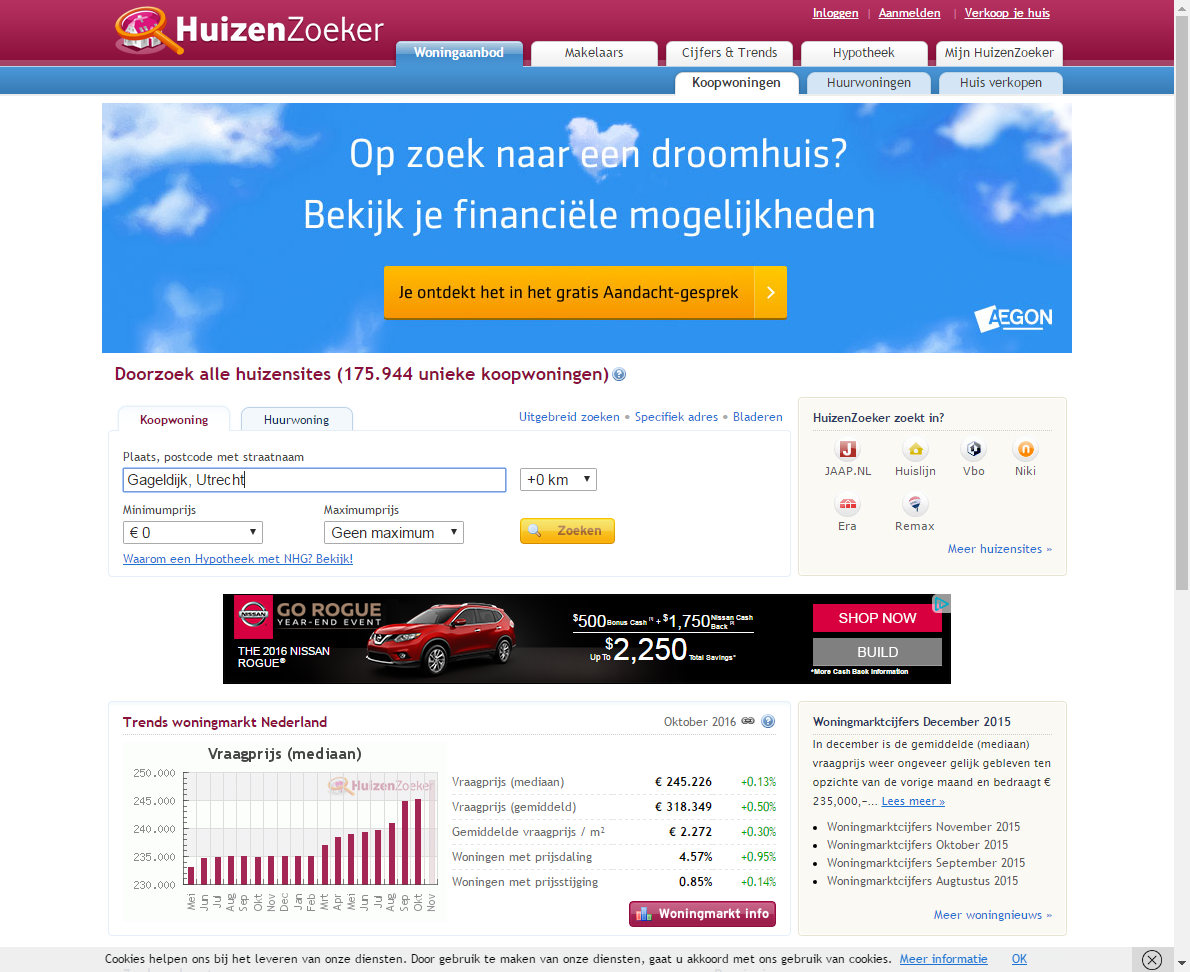 Inloggen | Aanmelden | Verkoop je huis
HuizenZoeker
Woningaanbod Makelaars Cijfers & Trends Hypotheek Mijn HuizenZoeker
Koopwoningen Huurwoningen Huis verkopen
Op zoek naar een droomhuis?
Bekijk je financiële mogelijkheden
Je ontdekt het in het gratis Aandacht-gesprek
AEGON
Doorzoek alle huizensites (175.944 unieke koopwoningen)
Koopwoning Huurwoning Uitgebreid zoeken • Specifiek adres • Bladeren
Plaats, postcode met straatnaam
Gageldijk, Utrecht +0 km
Minimumprijs Maximumprijs
€ 0 Geen maximum Zoeken
Waarom een Hypotheek met NHG? Bekijk!
HuizenZoeker zoekt in?
JAAP.NL Huislijn Vbo Niki
Era Remax
Meer huizensites »
NISSAN
GO ROGUE
YEAR-END EVENT
THE 2016 NISSAN
ROGUE®
$500 Bonus Cash [1] + $1,750 Nissan Cash Back [2]
Up To $2,250 Total Savings*
SHOP NOW
BUILD
*More Cash Back Information
Trends woningmarkt Nederland Oktober 2016
Vraagprijs (mediaan)
HuizenZoeker
250.000
245.000
240.000
235.000
230.000
Mei Jun Jul Aug Sep Okt Nov Dec Jan Feb Mrt Apr Mei Jun Jul Aug Sep Okt Nov
Vraagprijs (mediaan) € 245.226 +0.13%
Vraagprijs (gemiddeld) € 318.349 +0.50%
Gemiddelde vraagprijs / m² € 2.272 +0.30%
Woningen met prijsdaling 4.57% +0.95%
Woningen met prijsstijging 0.85% +0.14%
Woningmarkt info
Woningmarktcijfers December 2015
In december is de gemiddelde (mediaan)
vraagprijs weer ongeveer gelijk gebleven ten
opzichte van de vorige maand en bedraagt €
235,000,-... Lees meer »
• Woningmarktcijfers November 2015
• Woningmarktcijfers Oktober 2015
• Woningmarktcijfers September 2015
• Woningmarktcijfers Augtustus 2015
Meer woningnieuws »
Cookies helpen ons bij het leveren van onze diensten. Door gebruik te maken van onze diensten, gaat u akkoord met ons gebruik van cookies. Meer informatie OK